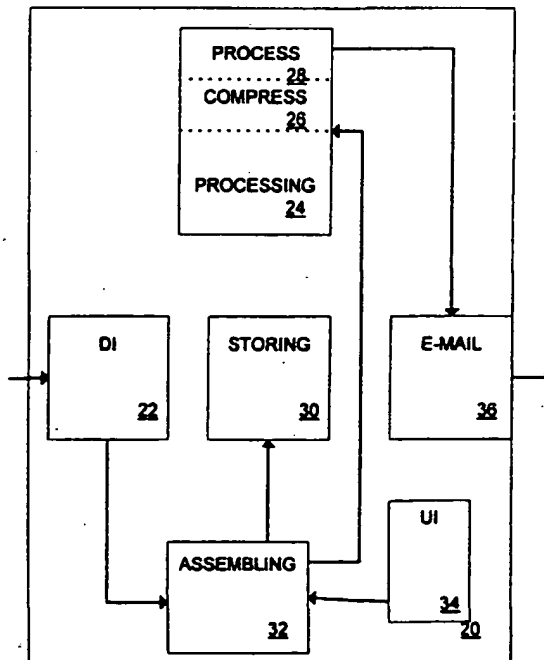 PROCESS
28
COMPRESS
26
PROCESSING
24
DI
22
STORING
30
E-MAIL
36
ASSEMBLING
32
UI
34
20